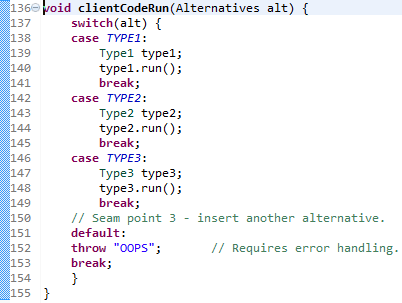 136 void clientCodeRun(Alternatives alt) {
137     switch(alt) {
138     case TYPE1:
139         Type1 type1;
140         type1.run();
141         break;
142     case TYPE2:
143         Type2 type2;
144         type2.run();
145         break;
146     case TYPE3:
147         Type3 type3;
148         type3.run();
149         break;
150     // Seam point 3 - insert another alternative.
151     default:
152     throw "OOPS";       // Requires error handling.
153     break;
154     }
155 }